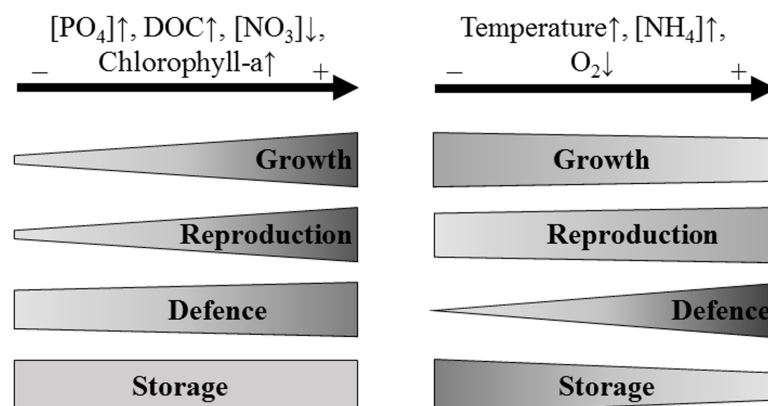 [PO₄]↑, DOC↑, [NO₃]↓,
Chlorophyll-a↑
– +
Growth
Reproduction
Defence
Storage
Temperature↑, [NH₄]↑,
O₂↓
– +
Growth
Reproduction
Defence
Storage